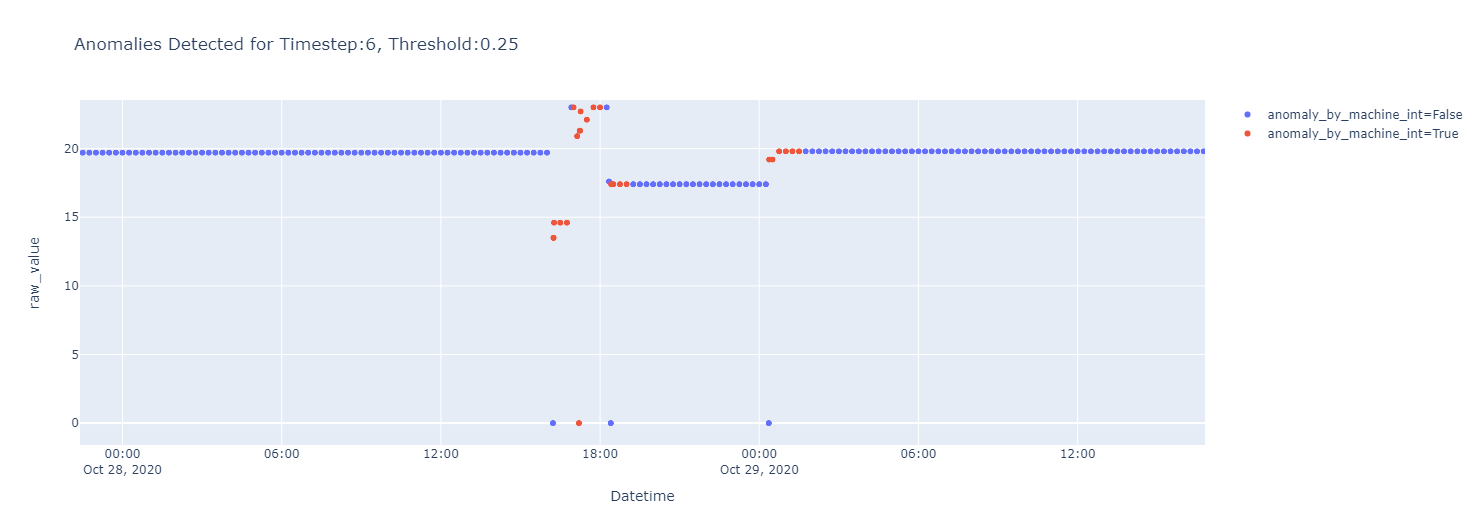 Anomalies Detected for Timestep:6, Threshold:0.25
anomaly_by_machine_int=False
anomaly_by_machine_int=True
raw_value
20
15
10
5
0
00:00 06:00 12:00 18:00 00:00 06:00 12:00
Oct 28, 2020 Oct 29, 2020
Datetime